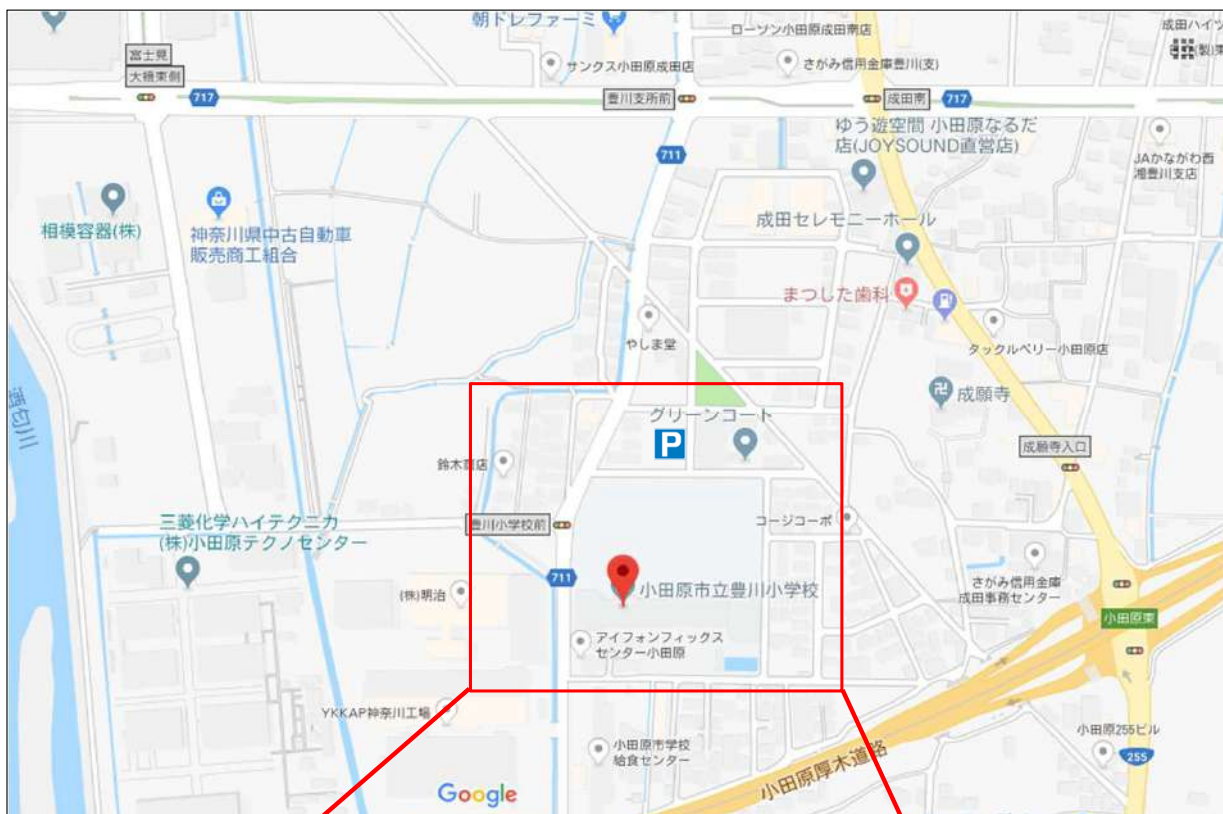 朝ドレファーミ
ローソン小田原成田南店
成田ハイツ
富士見
大橋東側
サンクス小田原成田店
さがみ信用金庫豊川(支)
717
豊川支所前
成田南
717
711
ゆう遊空間 小田原なるだ
店(JOYSOUND直営店)
JAかながわ西
湘豊川支店
相模容器(株)
神奈川県中古自動車
販売商工組合
成田セレモニーホール
まつした歯科
やしま堂
タックルベリー小田原店
酒匂川
成願寺
グリーンコート
P
成願寺入口
鈴木商店
三菱化学ハイテクニカ
(株)小田原テクノセンター
豊川小学校前
コージコーポ
711
(株)明治
小田原市立豊川小学校
さがみ信用金庫
成田事務センター
小田原東
アイフォンフィックス
センター小田原
YKKAP神奈川工場
小田原市学校
給食センター
小田原255ビル
255
小田原厚木道路
Google